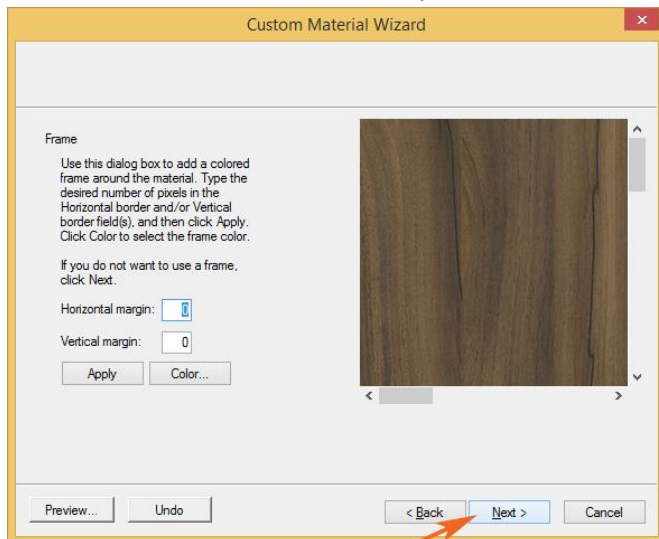 Custom Material Wizard
Frame
Use this dialog box to add a colored
frame around the material. Type the
desired number of pixels in the
Horizontal border and/or Vertical
border field(s), and then click Apply.
Click Color to select the frame color.
If you do not want to use a frame,
click Next.
Horizontal margin: 0
Vertical margin: 0
Apply Color...
Preview... Undo < Back Next > Cancel